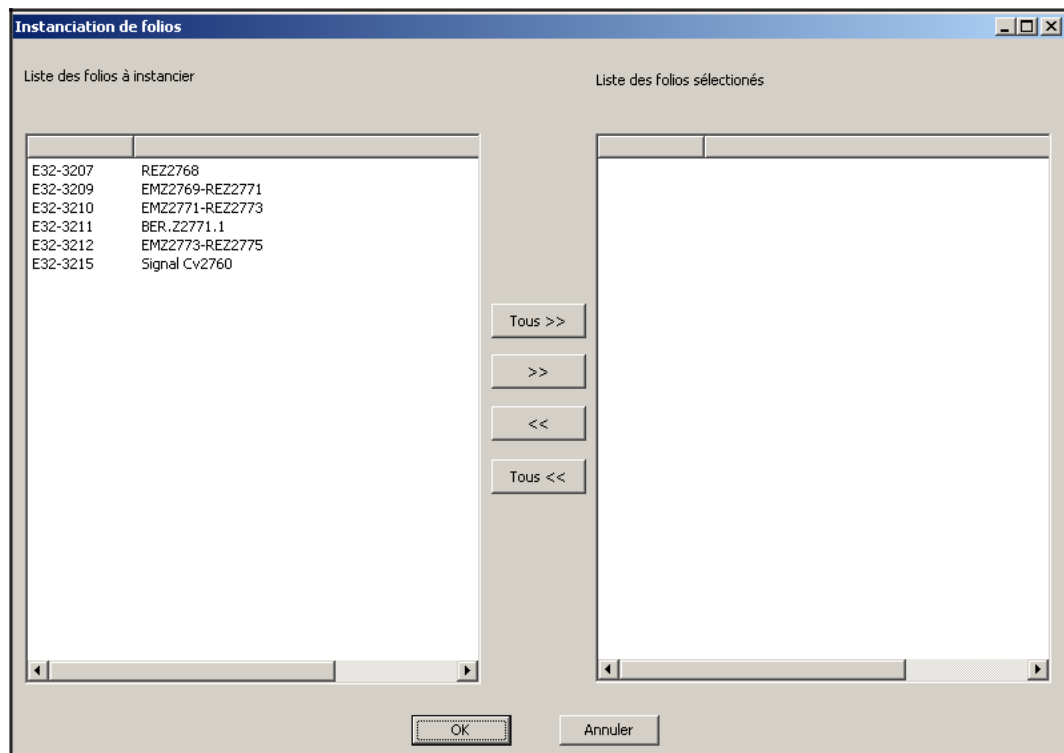 Instanciation de folios
Liste des folios à instancier
Liste des folios sélectionés
E32-3207 REZ2768
E32-3209 EMZ2769-REZ2771
E32-3210 EMZ2771-REZ2773
E32-3211 BER.Z2771.1
E32-3212 EMZ2773-REZ2775
E32-3215 Signal Cv2760
Tous >>
>>
<<
Tous <<
OK
Annuler